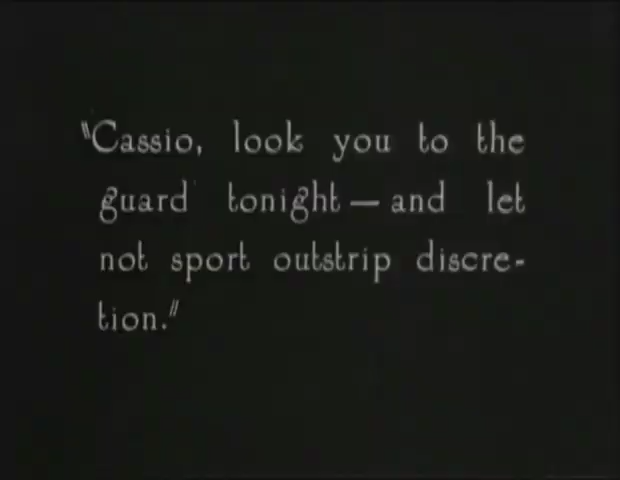 "Cassio, look you to the
guard tonight — and let
not sport outstrip discre-
tion."